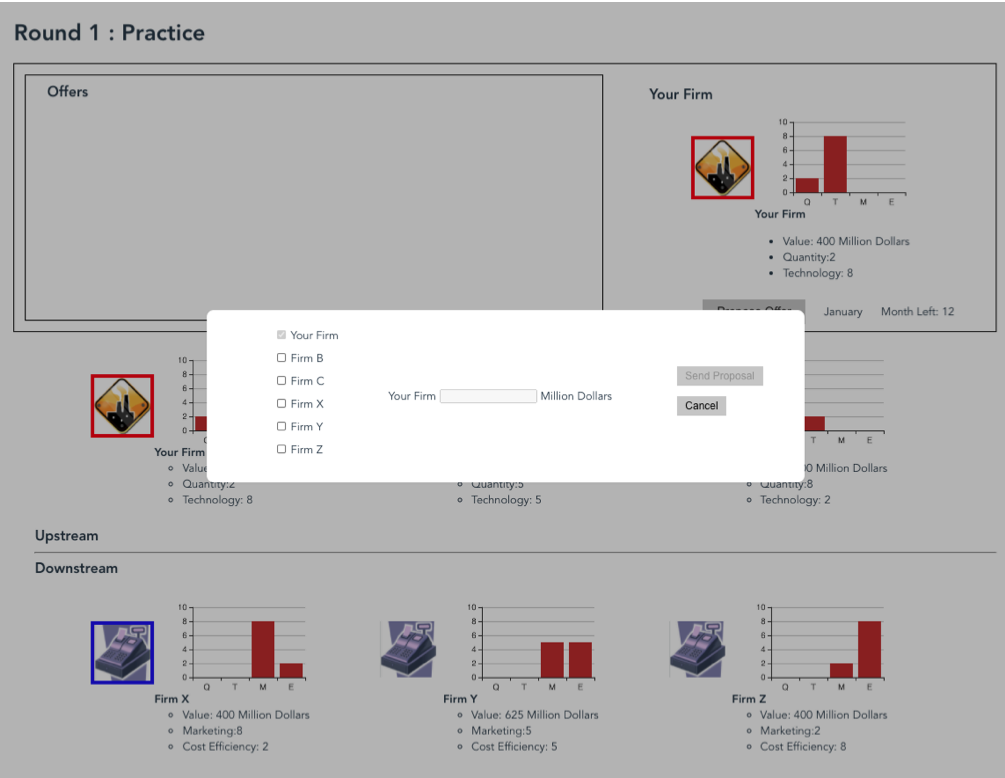 Round 1 : Practice
Offers
Your Firm
10
8
6
4
2
0
Q T M E
Your Firm
Value: 400 Million Dollars
Quantity:2
Technology: 8
Propose Offer January Month Left: 12
Your Firm
Firm B
Firm C
Firm X
Firm Y
Firm Z
Your Firm Million Dollars
Send Proposal
Cancel
10
8
6
4
2
0
Your Firm
Value
Quantity:2
Technology: 8
Quantity:5
Technology: 5
T M E
0 Million Dollars
Quantity:8
Technology: 2
Upstream
Downstream
10
8
6
4
2
0
Q T M E
Firm X
Value: 400 Million Dollars
Marketing:8
Cost Efficiency: 2
10
8
6
4
2
0
Q T M E
Firm Y
Value: 625 Million Dollars
Marketing:5
Cost Efficiency: 5
10
8
6
4
2
0
Q T M E
Firm Z
Value: 400 Million Dollars
Marketing:2
Cost Efficiency: 8